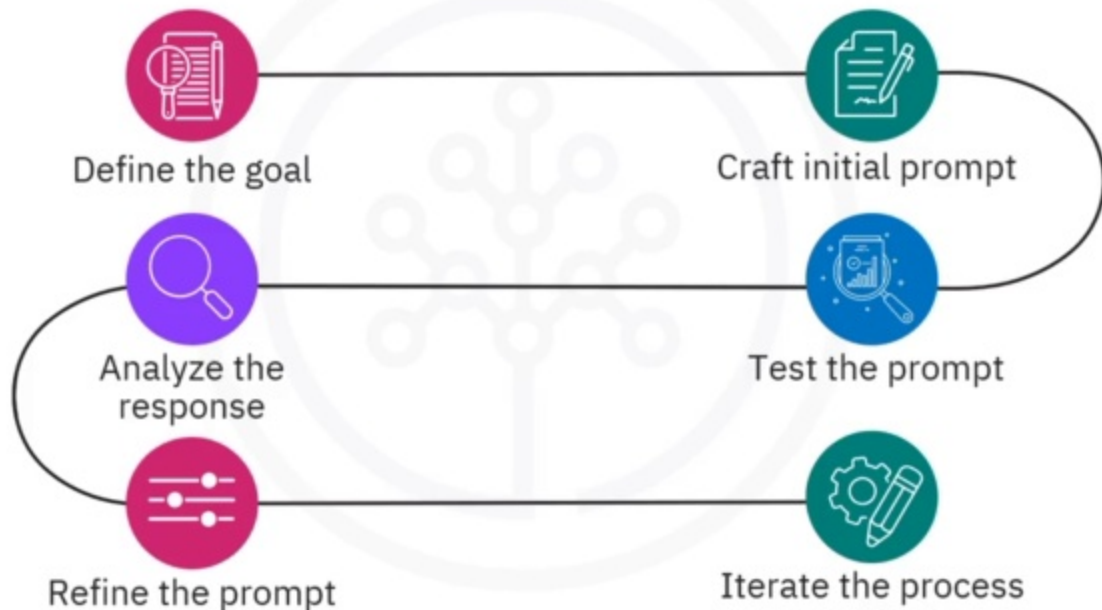 Define the goal
Craft initial prompt
Test the prompt
Analyze the
response
Refine the prompt
Iterate the process